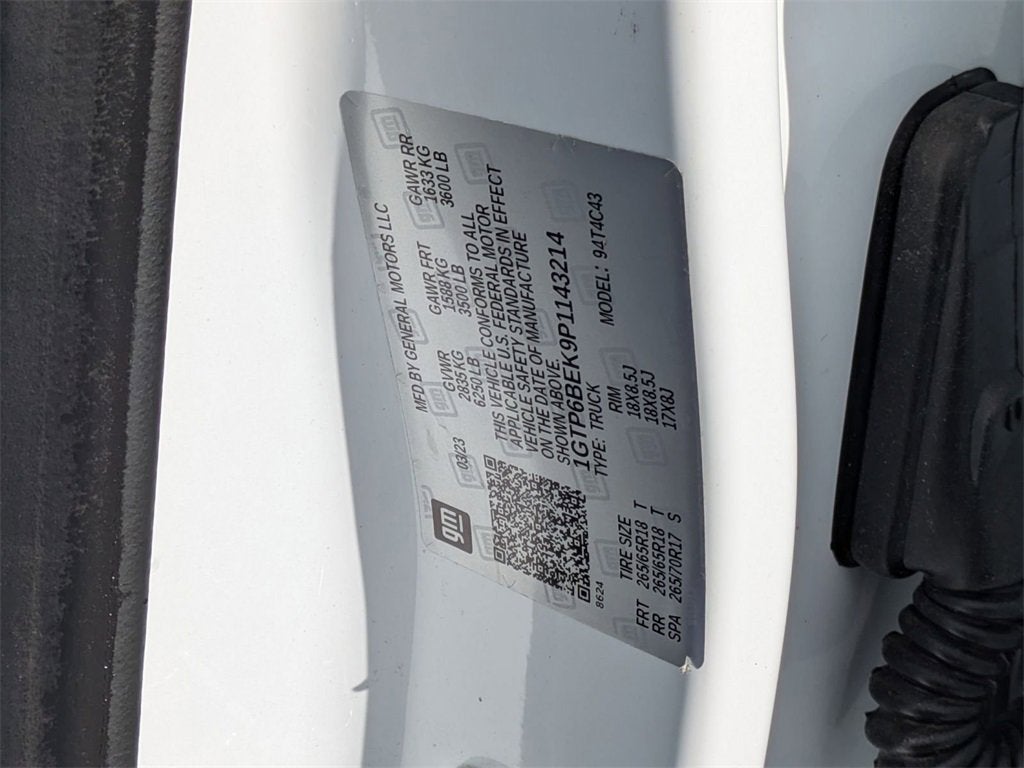 gm
03/23
MFD BY GENERAL MOTORS LLC
GVWR GAWR FRT GAWR RR
2835 KG 1588 KG 1633 KG
6250 LB 3500 LB 3600 LB
THIS VEHICLE CONFORMS TO ALL
APPLICABLE U.S. FEDERAL MOTOR
VEHICLE SAFETY STANDARDS IN EFFECT
ON THE DATE OF MANUFACTURE
SHOWN ABOVE.
1GTP6BEK9P1143214
TYPE: TRUCK MODEL: 94T4C43
8624
TIRE SIZE RIM
FRT 265/65R18 T 18X8.5J
RR 265/65R18 T 18X8.5J
SPA 265/70R17 S 17X8J